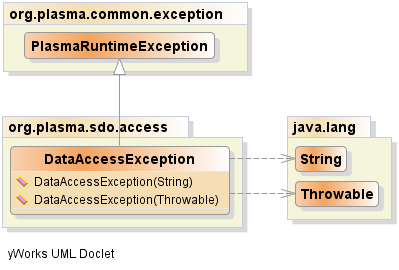 org.plasma.common.exception
PlasmaRuntimeException
org.plasma.sdo.access
DataAccessException
DataAccessException(String)
DataAccessException(Throwable)
java.lang
String
Throwable
yWorks UML Doclet